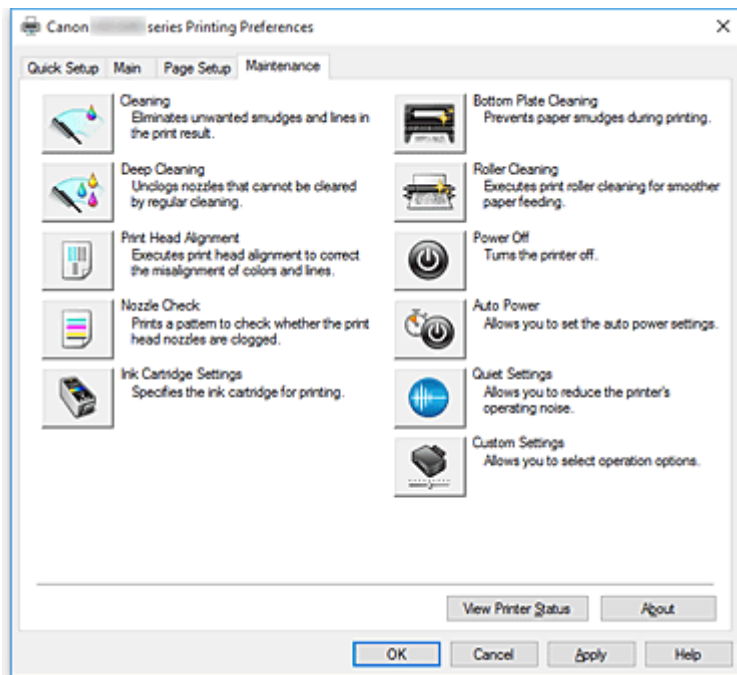 Canon series Printing Preferences
Quick Setup Main Page Setup Maintenance
Cleaning
Eliminates unwanted smudges and lines in
the print result.
Deep Cleaning
Unclogs nozzles that cannot be cleared
by regular cleaning.
Print Head Alignment
Executes print head alignment to correct
the misalignment of colors and lines.
Nozzle Check
Prints a pattern to check whether the print
head nozzles are clogged.
Ink Cartridge Settings
Specifies the ink cartridge for printing.
Bottom Plate Cleaning
Prevents paper smudges during printing.
Roller Cleaning
Executes print roller cleaning for smoother
paper feeding.
Power Off
Turns the printer off.
Auto Power
Allows you to set the auto power settings.
Quiet Settings
Allows you to reduce the printer's
operating noise.
Custom Settings
Allows you to select operation options.
View Printer Status About
OK Cancel Apply Help